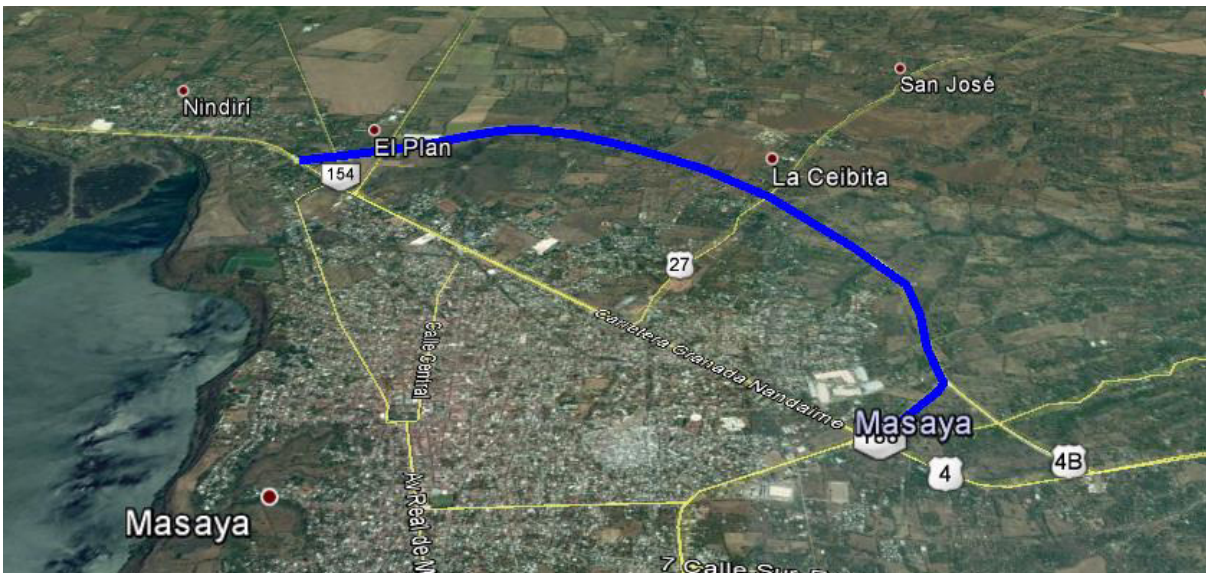 San José
Nindirí
El Plan
154
La Ceibita
27
Calle Central
Carretera Granada Nandaime
Masaya
4
4B
Masaya
Av Real de M
7 Calle Sur